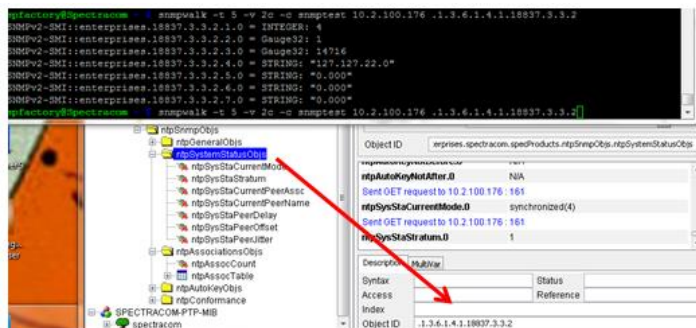 spfactory@Spectracom ~ $ snmpwalk -t 5 -v 2c -c snmptest 10.2.100.176 .1.3.6.1.4.1.18837.3.3.2
SNMPv2-SMI::enterprises.18837.3.3.2.1.0 = INTEGER: 4
SNMPv2-SMI::enterprises.18837.3.3.2.2.0 = Gauge32: 1
SNMPv2-SMI::enterprises.18837.3.3.2.3.0 = Gauge32: 14716
SNMPv2-SMI::enterprises.18837.3.3.2.4.0 = STRING: "127.127.22.0"
SNMPv2-SMI::enterprises.18837.3.3.2.5.0 = STRING: "0.000"
SNMPv2-SMI::enterprises.18837.3.3.2.6.0 = STRING: "0.000"
SNMPv2-SMI::enterprises.18837.3.3.2.7.0 = STRING: "0.000"
spfactory@Spectracom ~ $ snmpwalk -t 5 -v 2c -c snmptest 10.2.100.176 .1.3.6.1.4.1.18837.3.3.2
ntpSnmpObjs
ntpGeneralObjs
ntpSystemStatusObjs
ntpSysStaCurrentMode
ntpSysStaStratum
ntpSysStaCurrentPeerAssc
ntpSysStaCurrentPeerName
ntpSysStaPeerDelay
ntpSysStaPeerOffset
ntpSysStaPeerJitter
ntpAssociationsObjs
ntpAssocCount
ntpAssocTable
ntpAutoKeyObjs
ntpConformance
SPECTRACOM-PTP-MIB
spectracom
Object ID erprises.spectracom.specProducts.ntpSnmpObjs.ntpSystemStatusObjs
ntpAutoKeyNotBefore.0 N/A
ntpAutoKeyNotAfter.0 N/A
Sent GET request to 10.2.100.176 : 161
ntpSysStaCurrentMode.0 synchronized(4)
Sent GET request to 10.2.100.176 : 161
ntpSysStaStratum.0 1
Description MultiVar
Syntax Status
Access Reference
Index
Object ID .1.3.6.1.4.1.18837.3.3.2